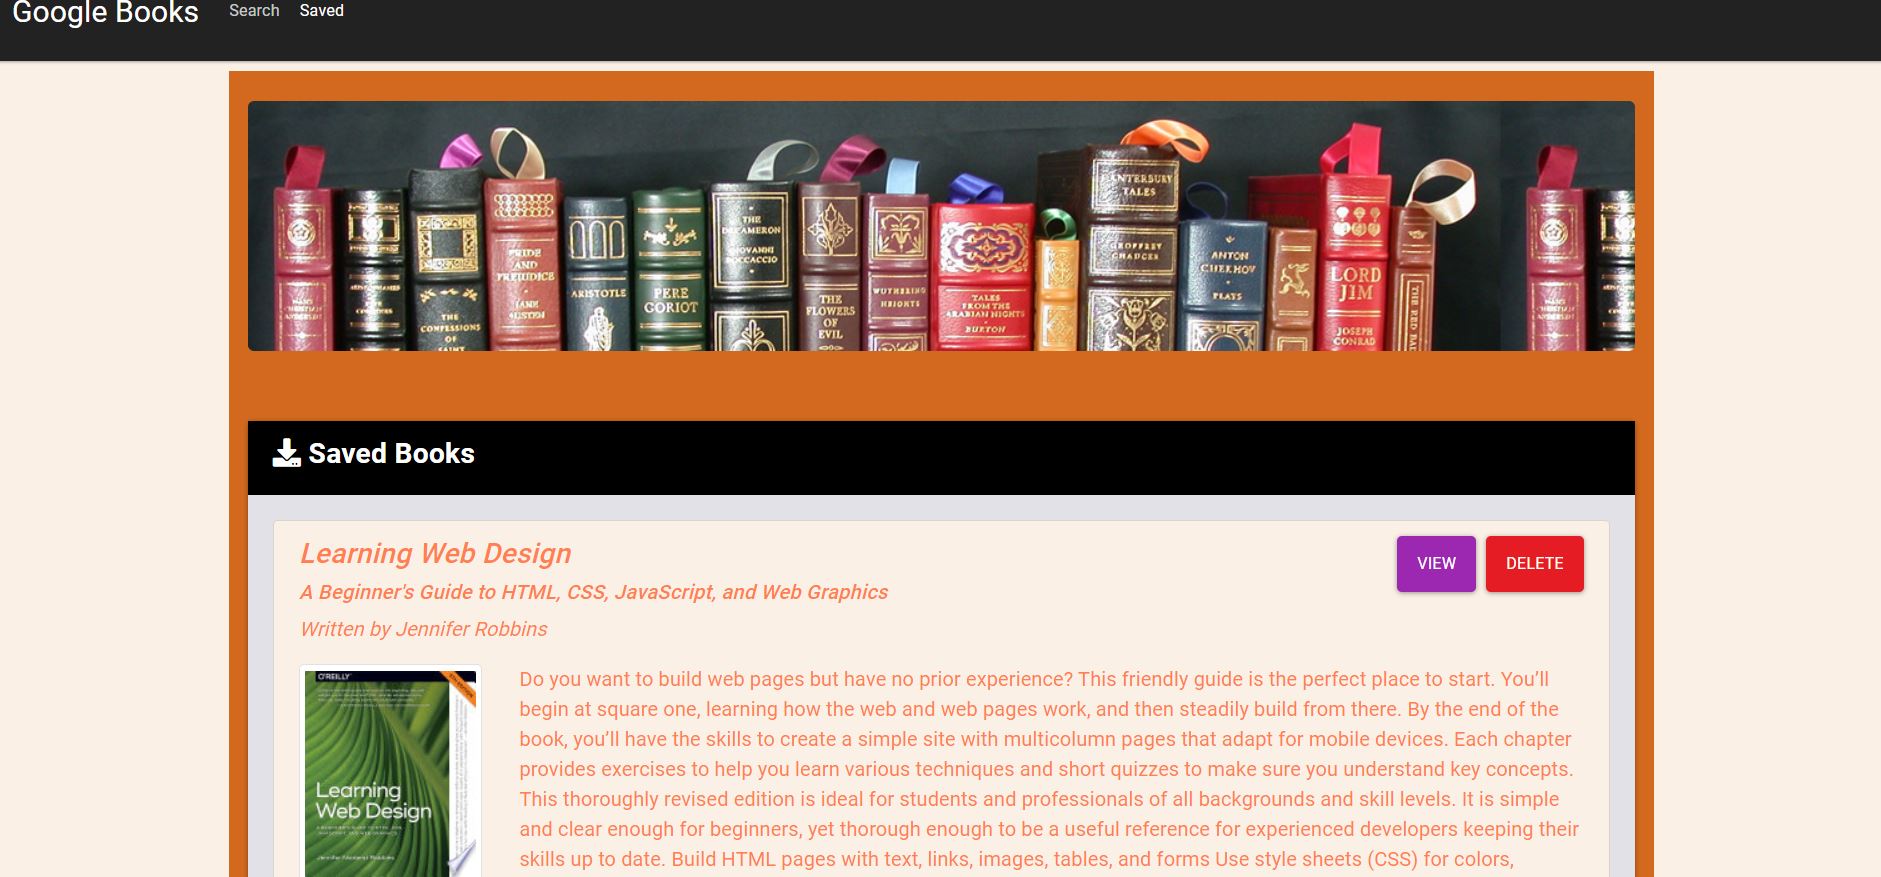 Google Books Search Saved
PRIDE
AND
PREJUDICE
JANE
AUSTEN
THE
CONFESSIONS
OF
SAINT
ARISTOTLE
PERE
GORIOT
THE
DECAMERON
GIOVANNI
BOCCACCIO
THE
FLOWERS
OF
EVIL
WUTHERING
HEIGHTS
TALES
FROM THE
ARABIAN NIGHTS
BURTON
CANTERBURY
TALES
GEOFFREY
CHAUCER
ANTON
CHEKHOV
PLAYS
LORD
JIM
JOSEPH
CONRAD
THE RED
HANS
CHRISTIAN
ANDERSEN
Saved Books
Learning Web Design
VIEW DELETE
A Beginner's Guide to HTML, CSS, JavaScript, and Web Graphics
Written by Jennifer Robbins
O'REILLY
5TH EDITION
Learning
Web Design
Jennifer Niederst Robbins
Do you want to build web pages but have no prior experience? This friendly guide is the perfect place to start. You’ll
begin at square one, learning how the web and web pages work, and then steadily build from there. By the end of the
book, you’ll have the skills to create a simple site with multicolumn pages that adapt for mobile devices. Each chapter
provides exercises to help you learn various techniques and short quizzes to make sure you understand key concepts.
This thoroughly revised edition is ideal for students and professionals of all backgrounds and skill levels. It is simple
and clear enough for beginners, yet thorough enough to be a useful reference for experienced developers keeping their
skills up to date. Build HTML pages with text, links, images, tables, and forms Use style sheets (CSS) for colors,